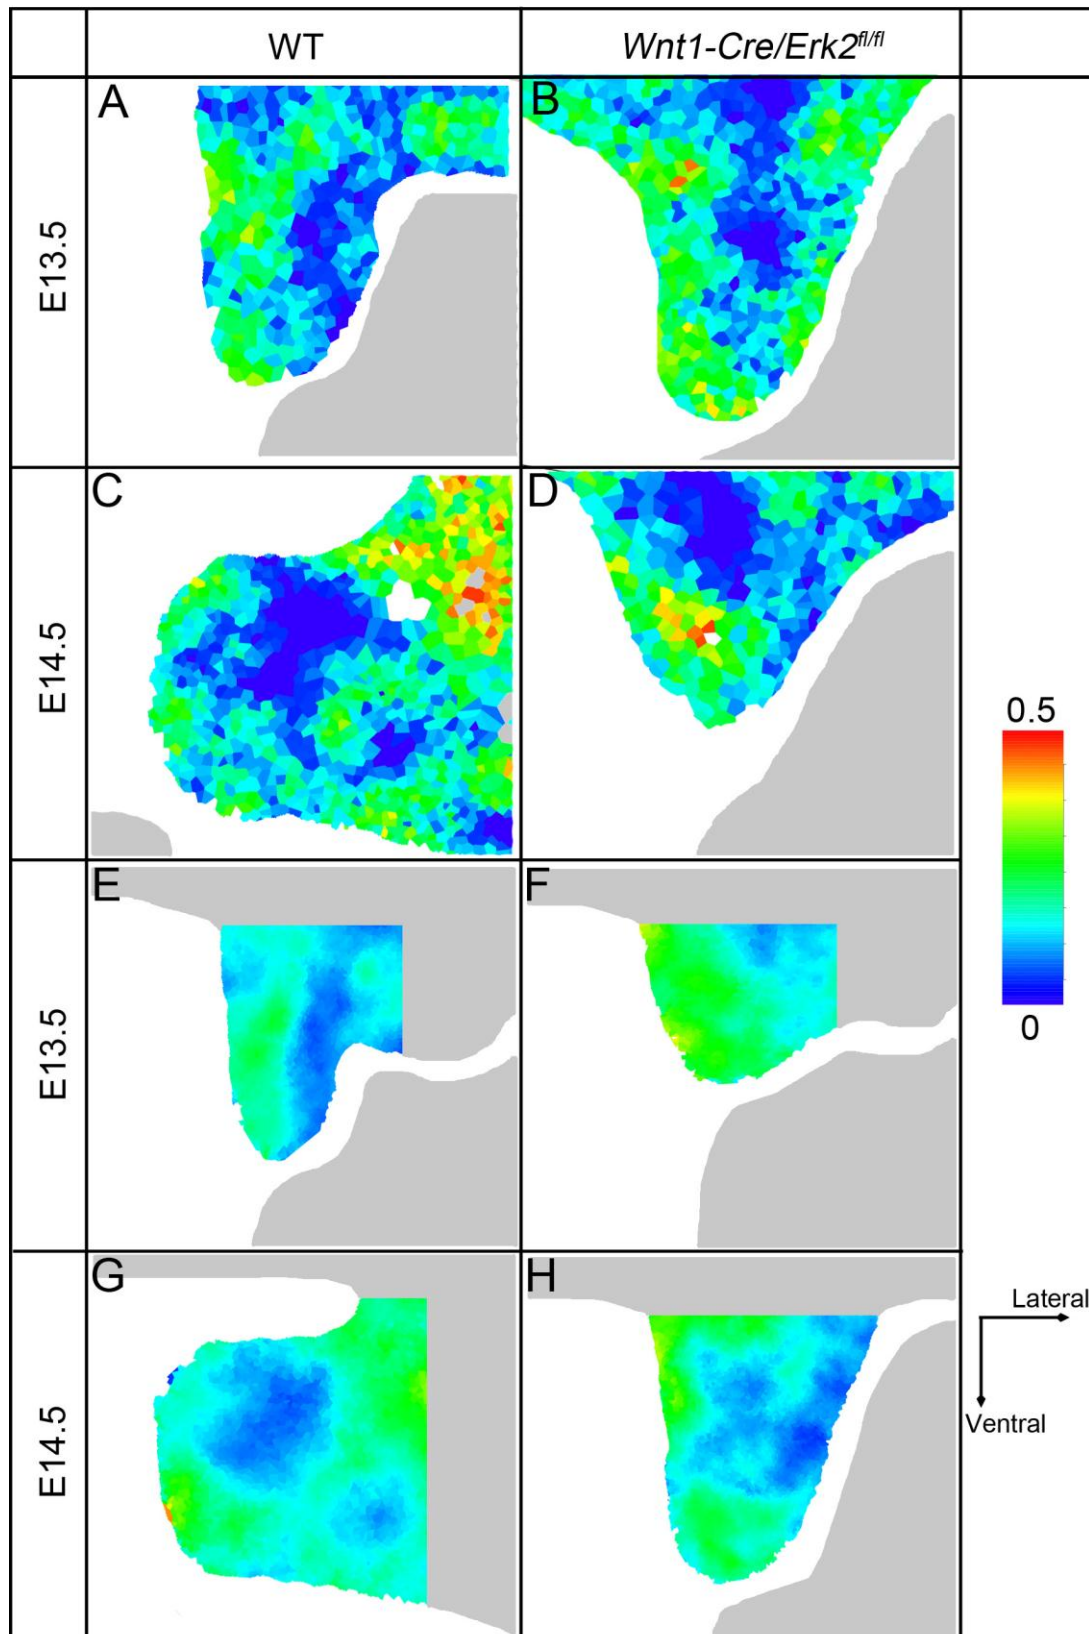 WT
Wnt1-Cre/Erk2fl/fl
E13.5
A
B
E14.5
C
D
0.5
0
E13.5
E
F
E14.5
G
H
Lateral
Ventral